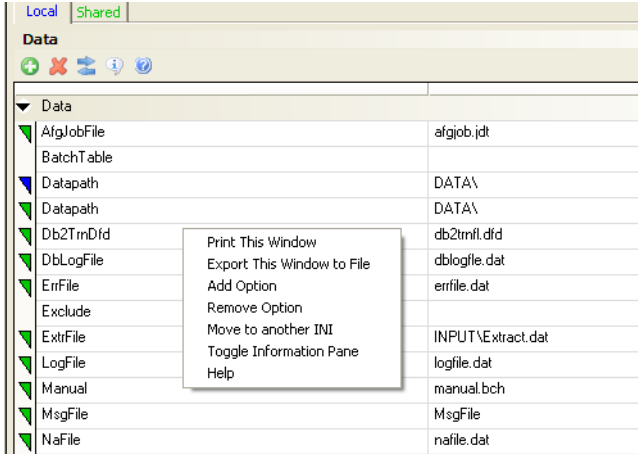 Local Shared
Data
Data
AfgJobFile afgjob.jdt
BatchTable
Datapath DATA\
Datapath DATA\
Db2TrnDfd db2trnfl.dfd
DbLogFile dblogfle.dat
ErrFile errfile.dat
Exclude
ExtrFile INPUT\Extract.dat
LogFile logfile.dat
Manual manual.bch
MsgFile MsgFile
NaFile nafile.dat
Print This Window
Export This Window to File
Add Option
Remove Option
Move to another INI
Toggle Information Pane
Help